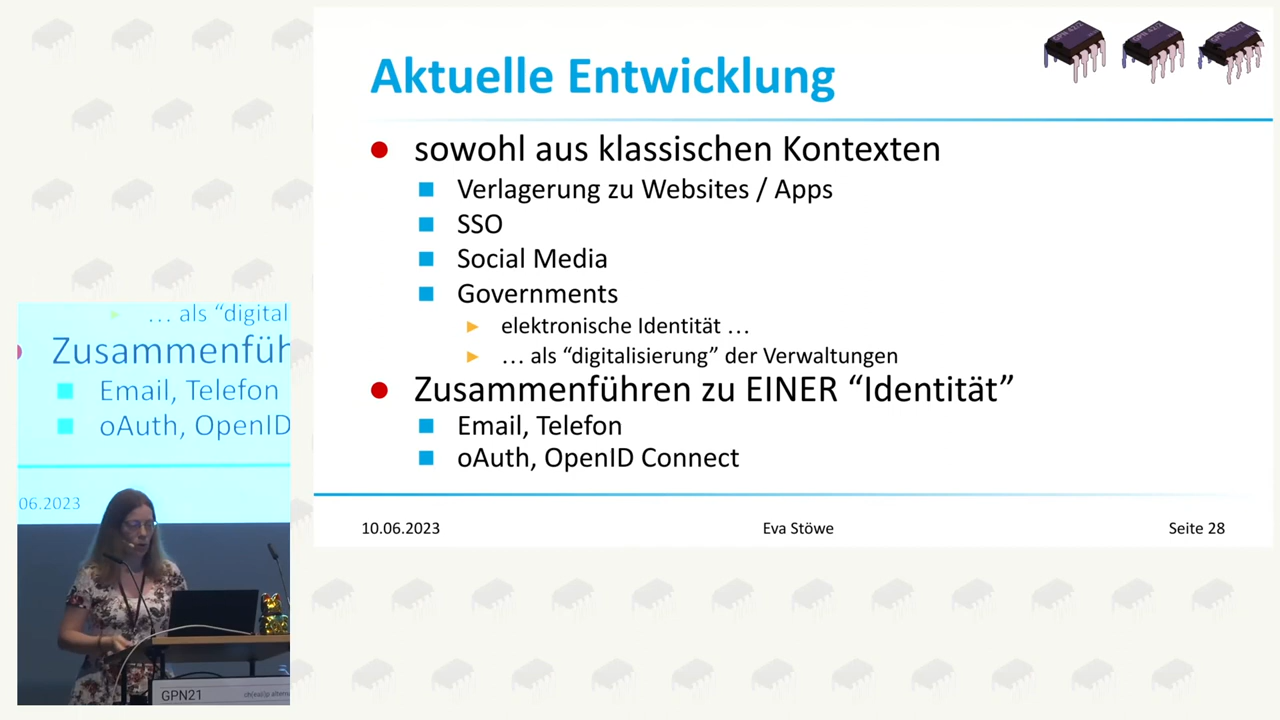 Aktuelle Entwicklung
sowohl aus klassischen Kontexten
Verlagerung zu Websites / Apps
SSO
Social Media
Governments
elektronische Identität …
… als “digitalisierung” der Verwaltungen
Zusammenführen zu EINER “Identität”
Email, Telefon
oAuth, OpenID Connect
10.06.2023
Eva Stöwe
Seite 28
… als “digital
Zusammenführ
Email, Telefon
oAuth, OpenID
06.2023
GPN21